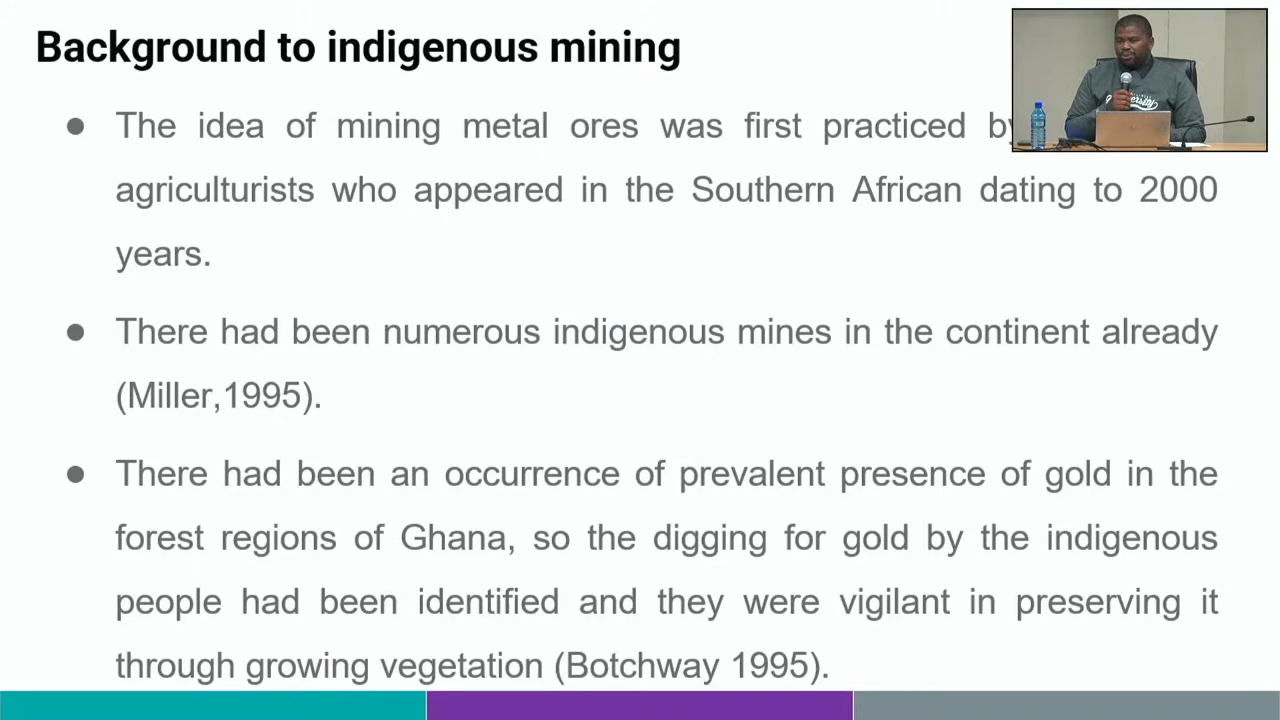 Background to indigenous mining
● The idea of mining metal ores was first practiced
agriculturists who appeared in the Southern African dating to 2000
years.
● There had been numerous indigenous mines in the continent already
(Miller,1995).
● There had been an occurrence of prevalent presence of gold in the
forest regions of Ghana, so the digging for gold by the indigenous
people had been identified and they were vigilant in preserving it
through growing vegetation (Botchway 1995).